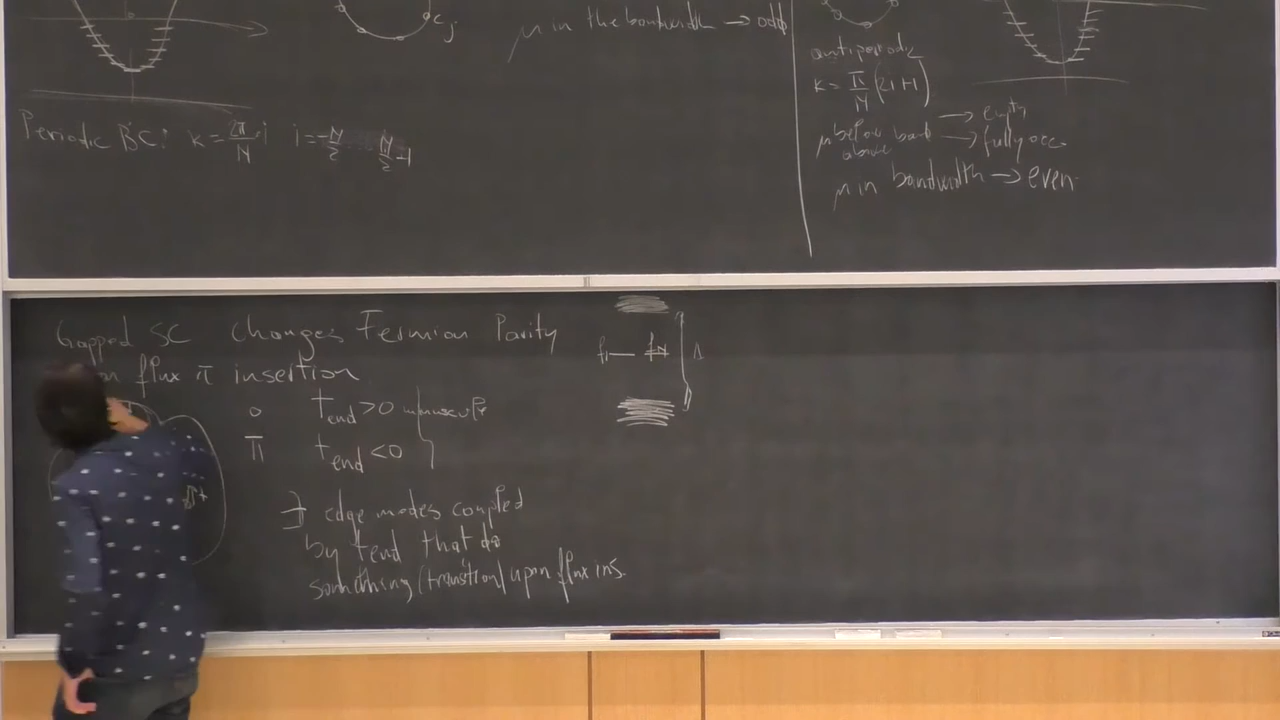 c_j
μ in the bandwidth → odd
Periodic BC: k = 2π/N i   i = -N/2   N/2 -1
antiperiodic
k = π/N (2i+1)
μ below band → empty
above → fully occ.
μ in bandwidth → even
Gapped SC changes Fermion Parity
flux π insertion
0   t_end > 0
π   t_end < 0
Δ
∃ edge modes coupled
by tend that do
something (transition) upon flux ins.